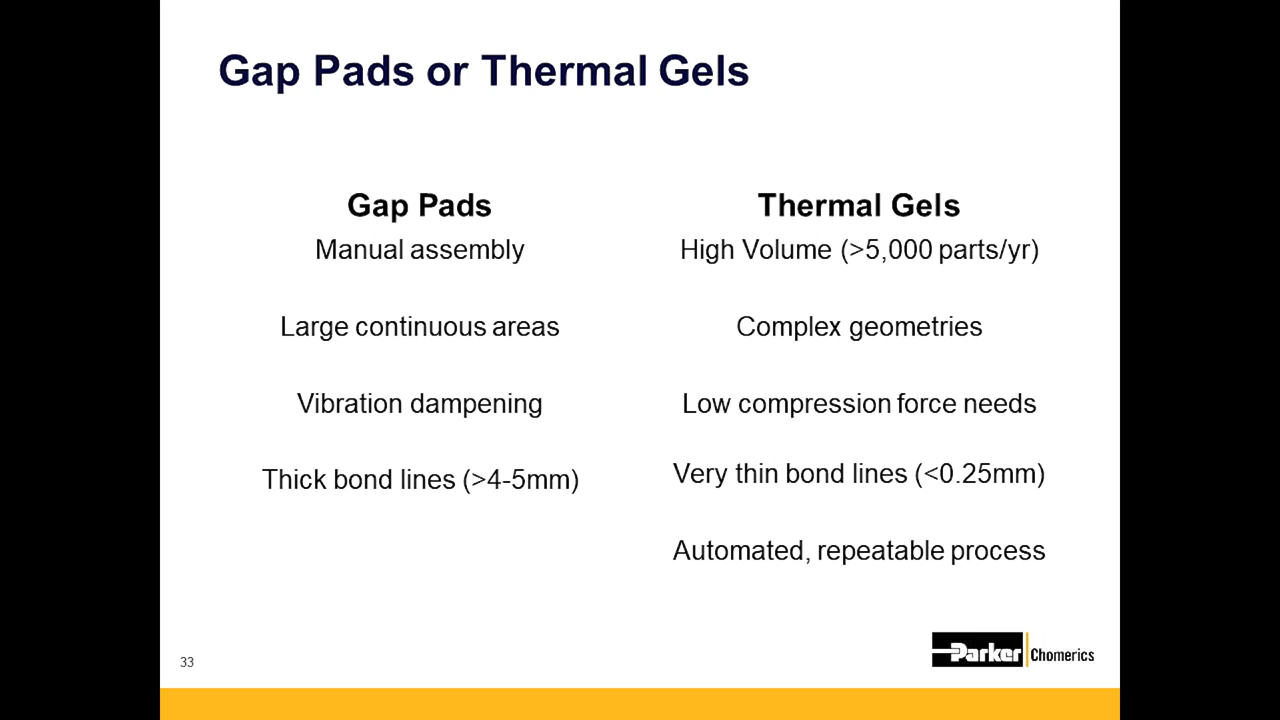 Gap Pads or Thermal Gels
Gap Pads
Manual assembly
Large continuous areas
Vibration dampening
Thick bond lines (>4-5mm)
Thermal Gels
High Volume (>5,000 parts/yr)
Complex geometries
Low compression force needs
Very thin bond lines (<0.25mm)
Automated, repeatable process
33
Parker Chomerics